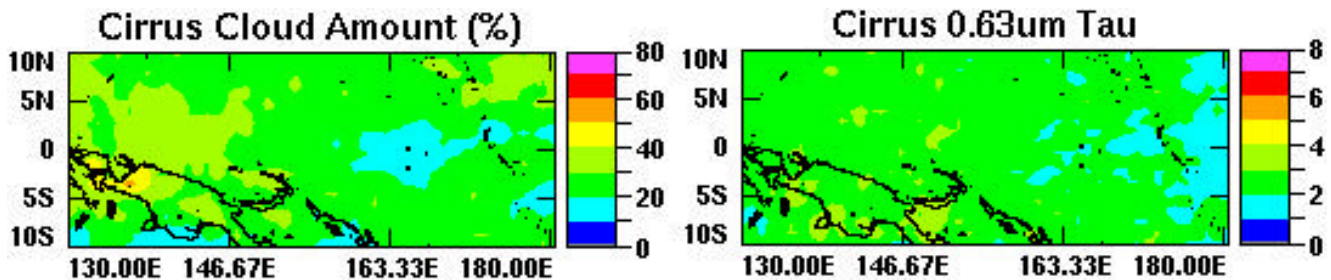 Cirrus Cloud Amount (%)
10N
5N
0
5S
10S
130.00E 146.67E 163.33E 180.00E
80
60
40
20
0
Cirrus 0.63um Tau
10N
5N
0
5S
10S
130.00E 146.67E 163.33E 180.00E
8
6
4
2
0